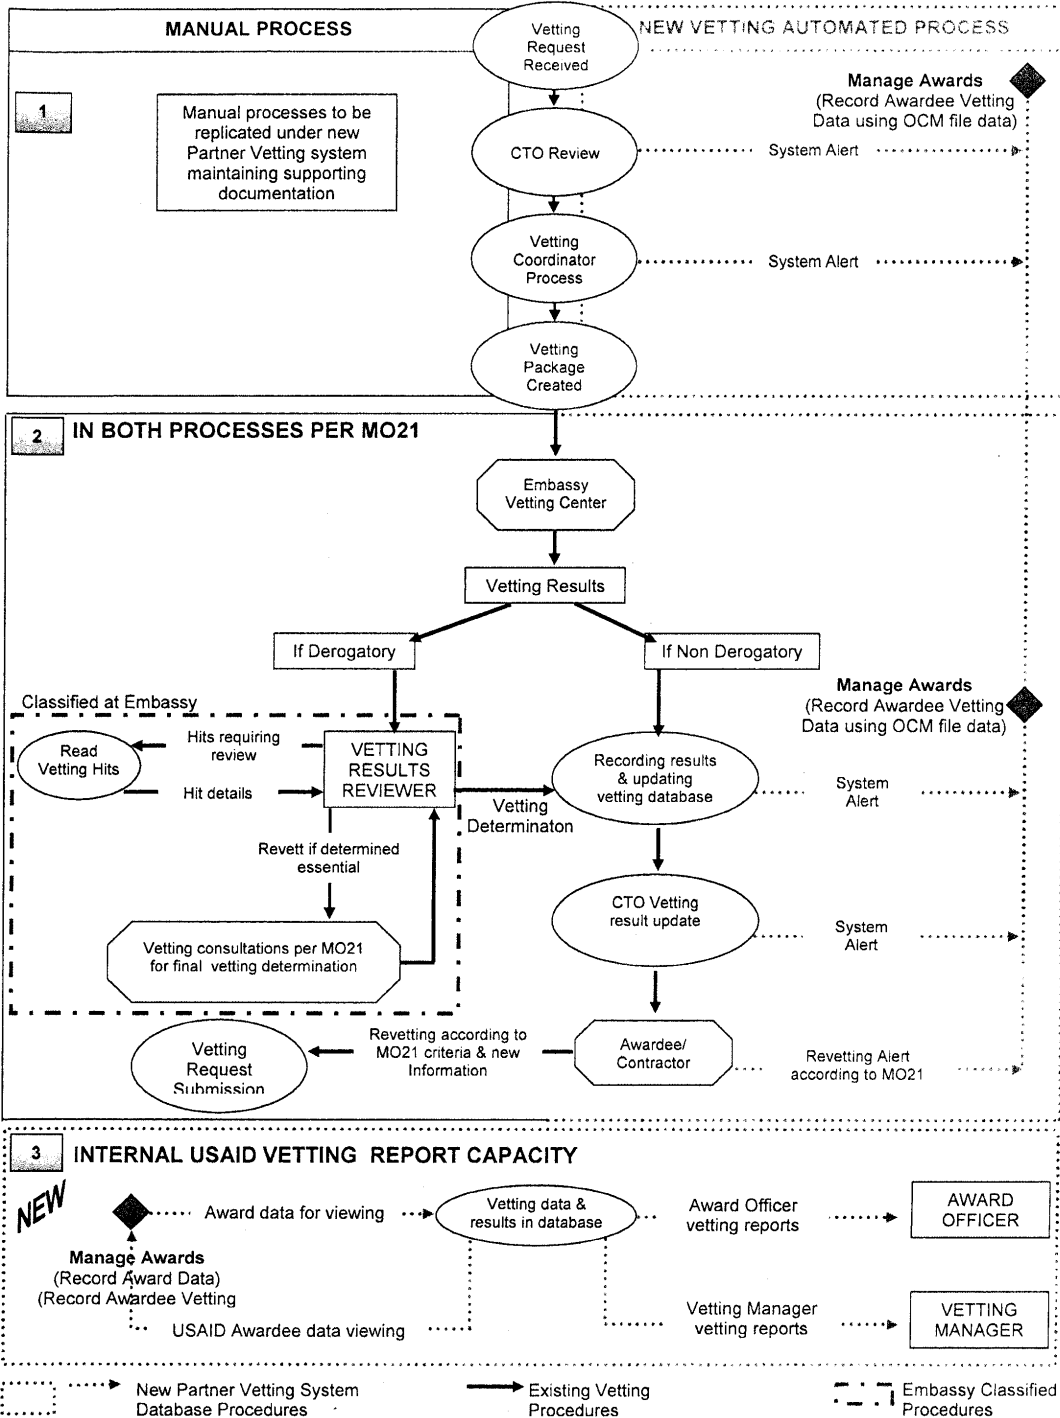 MANUAL PROCESS
Vetting
Request
Received
NEW VETTING AUTOMATED PROCESS
1
Manual processes to be
replicated under new
Partner Vetting system
maintaining supporting
documentation
Manage Awards
(Record Awardee Vetting
Data using OCM file data)
CTO Review
System Alert
Vetting
Coordinator
Process
System Alert
Vetting
Package
Created
2
IN BOTH PROCESSES PER MO21
Embassy
Vetting Center
Vetting Results
If Derogatory
If Non Derogatory
Classified at Embassy
Manage Awards
(Record Awardee Vetting
Data using OCM file data)
Read
Vetting Hits
Hits requiring
review
Hit details
VETTING
RESULTS
REVIEWER
Vetting
Determinaton
Recording results
& updating
vetting database
System
Alert
Revett if determined
essential
CTO Vetting
result update
System
Alert
Vetting consultations per MO21
for final vetting determination
Vetting
Request
Submission
Revetting according to
MO21 criteria & new
Information
Awardee/
Contractor
Revetting Alert
according to MO21
3
INTERNAL USAID VETTING REPORT CAPACITY
NEW
Award data for viewing
Vetting data &
results in database
Award Officer
vetting reports
AWARD
OFFICER
Manage Awards
(Record Award Data)
(Record Awardee Vetting
USAID Awardee data viewing
Vetting Manager
vetting reports
VETTING
MANAGER
New Partner Vetting System
Database Procedures
Existing Vetting
Procedures
Embassy Classified
Procedures